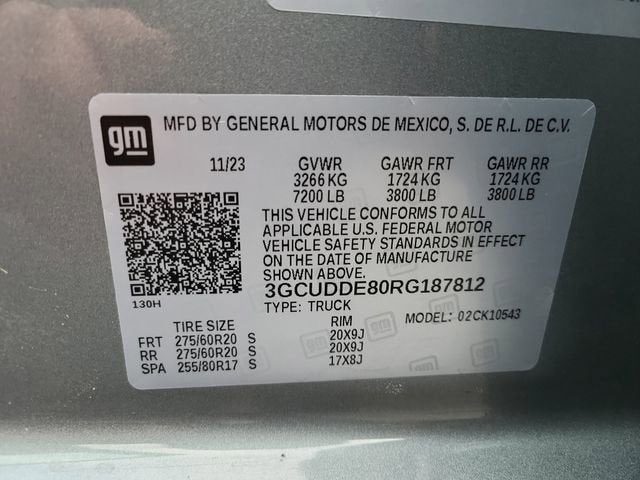 gm
MFD BY GENERAL MOTORS DE MEXICO, S. DE R.L. DE C.V.
11/23 GVWR GAWR FRT GAWR RR
3266 KG 1724 KG 1724 KG
7200 LB 3800 LB 3800 LB
THIS VEHICLE CONFORMS TO ALL
APPLICABLE U.S. FEDERAL MOTOR
VEHICLE SAFETY STANDARDS IN EFFECT
ON THE DATE OF MANUFACTURE
SHOWN ABOVE.
3GCUDDE80RG187812
130H TYPE: TRUCK MODEL: 02CK10543
TIRE SIZE RIM
FRT 275/60R20 S 20X9J
RR 275/60R20 S 20X9J
SPA 255/80R17 S 17X8J